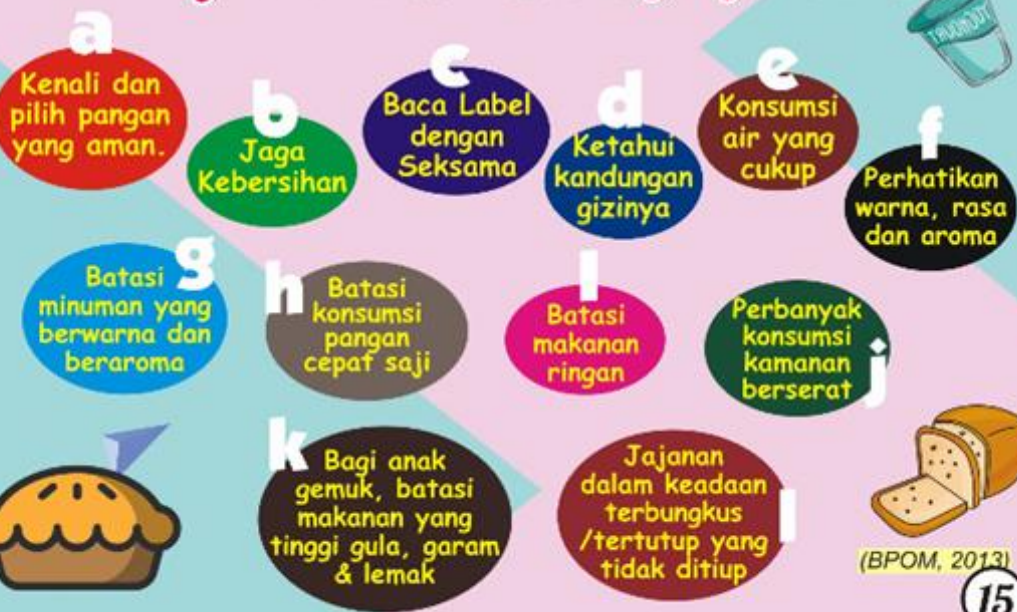 a
Kenali dan
pilih pangan
yang aman.
b
Jaga
Kebersihan
c
Baca Label
dengan
Seksama
d
Ketahui
kandungan
gizinya
e
Konsumsi
air yang
cukup
f
Perhatikan
warna, rasa
dan aroma
g
Batasi
minuman yang
berwarna dan
beraroma
h
Batasi
konsumsi
pangan
cepat saji
I
Batasi
makanan
ringan
j
Perbanyak
konsumsi
kamanan
berserat
k
Bagi anak
gemuk, batasi
makanan yang
tinggi gula, garam
& lemak
l
Jajanan
dalam keadaan
terbungkus
/tertutup yang
tidak ditiup
(BPOM, 2013)
15